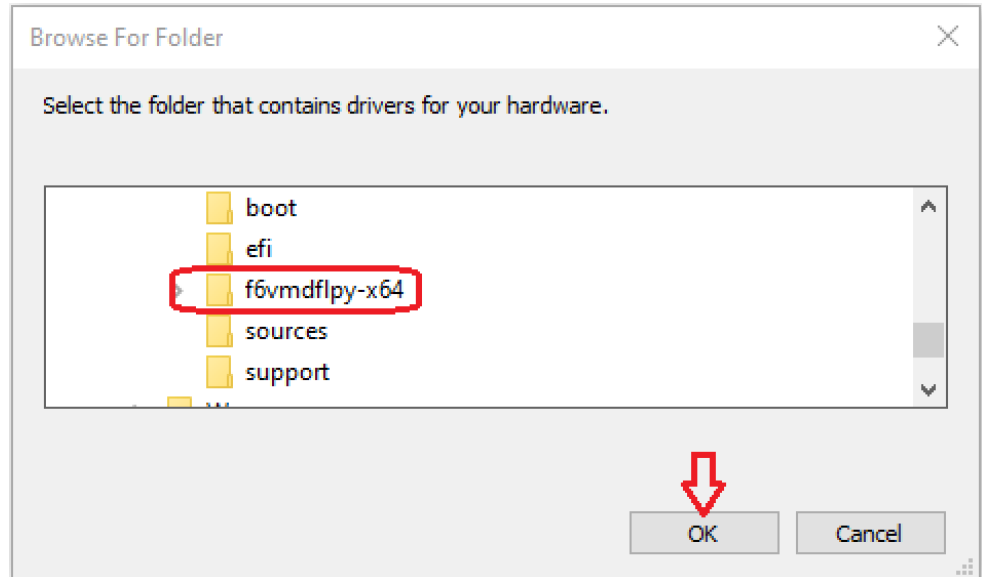 Browse For Folder
Select the folder that contains drivers for your hardware.
boot
efi
f6vmdflpy-x64
sources
support
OK
Cancel